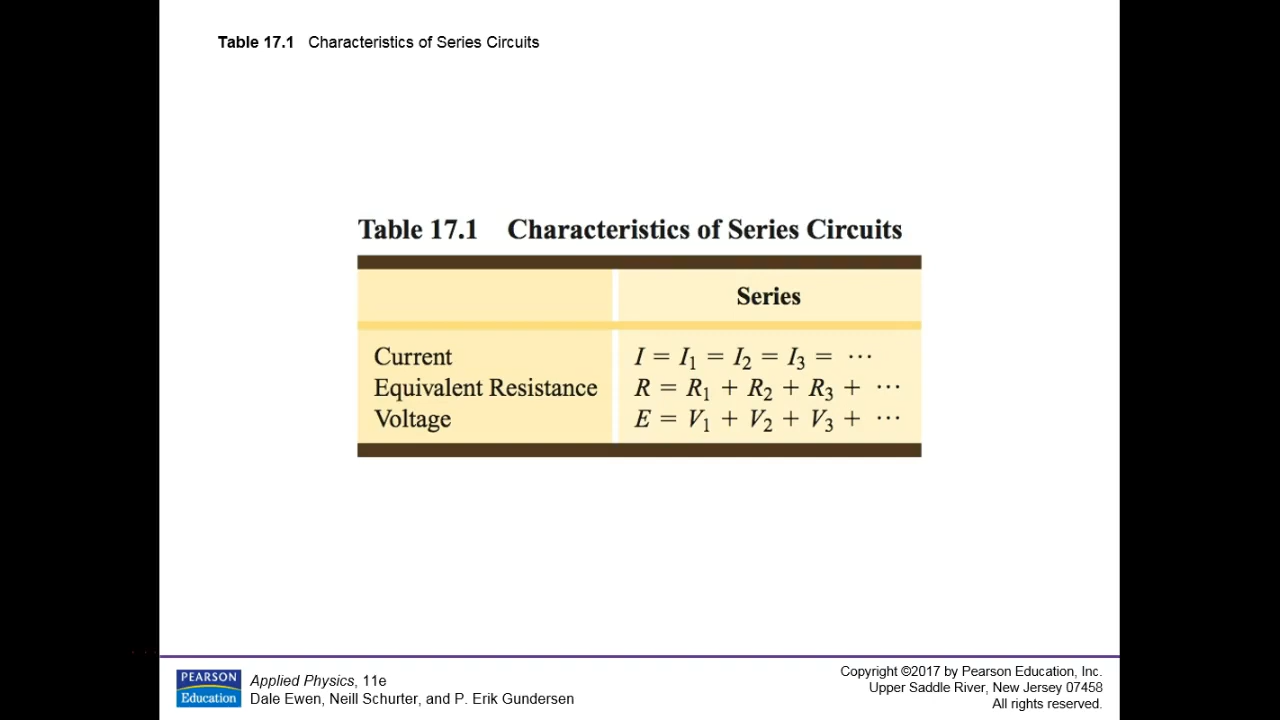 Table 17.1 Characteristics of Series Circuits
Table 17.1 Characteristics of Series Circuits
Series
Current I = I₁ = I₂ = I₃ = ⋯
Equivalent Resistance R = R₁ + R₂ + R₃ + ⋯
Voltage E = V₁ + V₂ + V₃ + ⋯
PEARSON
Education
Applied Physics, 11e
Dale Ewen, Neill Schurter, and P. Erik Gundersen
Copyright ©2017 by Pearson Education, Inc.
Upper Saddle River, New Jersey 07458
All rights reserved.